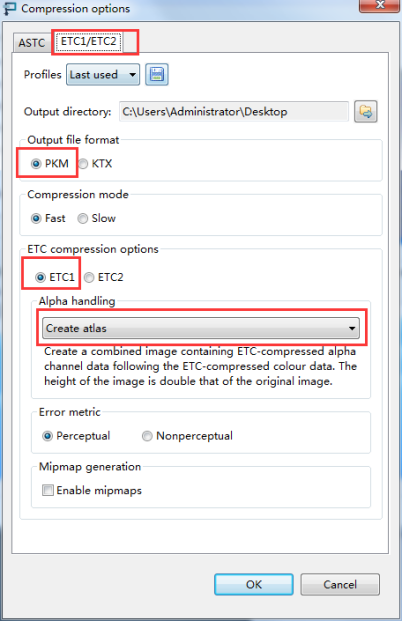 Compression options
ASTC ETC1/ETC2
Profiles Last used
Output directory: C:\Users\Administrator\Desktop
Output file format
PKM KTX
Compression mode
Fast Slow
ETC compression options
ETC1 ETC2
Alpha handling
Create atlas
Create a combined image containing ETC-compressed alpha
channel data following the ETC-compressed colour data. The
height of the image is double that of the original image.
Error metric
Perceptual Nonperceptual
Mipmap generation
Enable mipmaps
OK Cancel